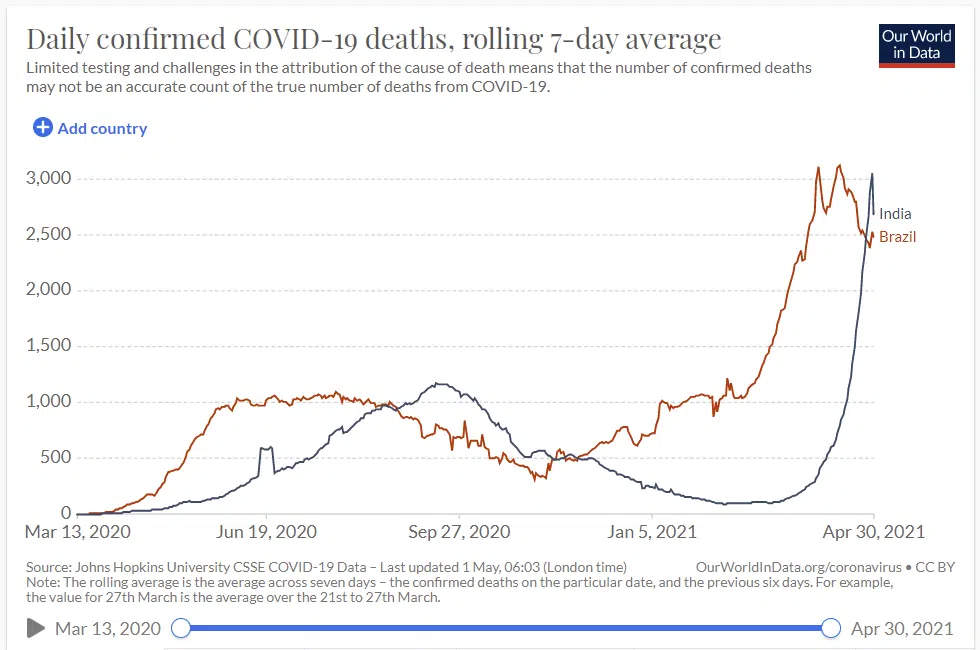 Daily confirmed COVID-19 deaths, rolling 7-day average
Our World
in Data
Limited testing and challenges in the attribution of the cause of death means that the number of confirmed deaths
may not be an accurate count of the true number of deaths from COVID-19.
Add country
3,000
2,500
2,000
1,500
1,000
500
0
India
Brazil
Mar 13, 2020 Jun 19, 2020 Sep 27, 2020 Jan 5, 2021 Apr 30, 2021
Source: Johns Hopkins University CSSE COVID-19 Data – Last updated 1 May, 06:03 (London time) OurWorldInData.org/coronavirus • CC BY
Note: The rolling average is the average across seven days – the confirmed deaths on the particular date, and the previous six days. For example,
the value for 27th March is the average over the 21st to 27th March.
Mar 13, 2020 Apr 30, 2021